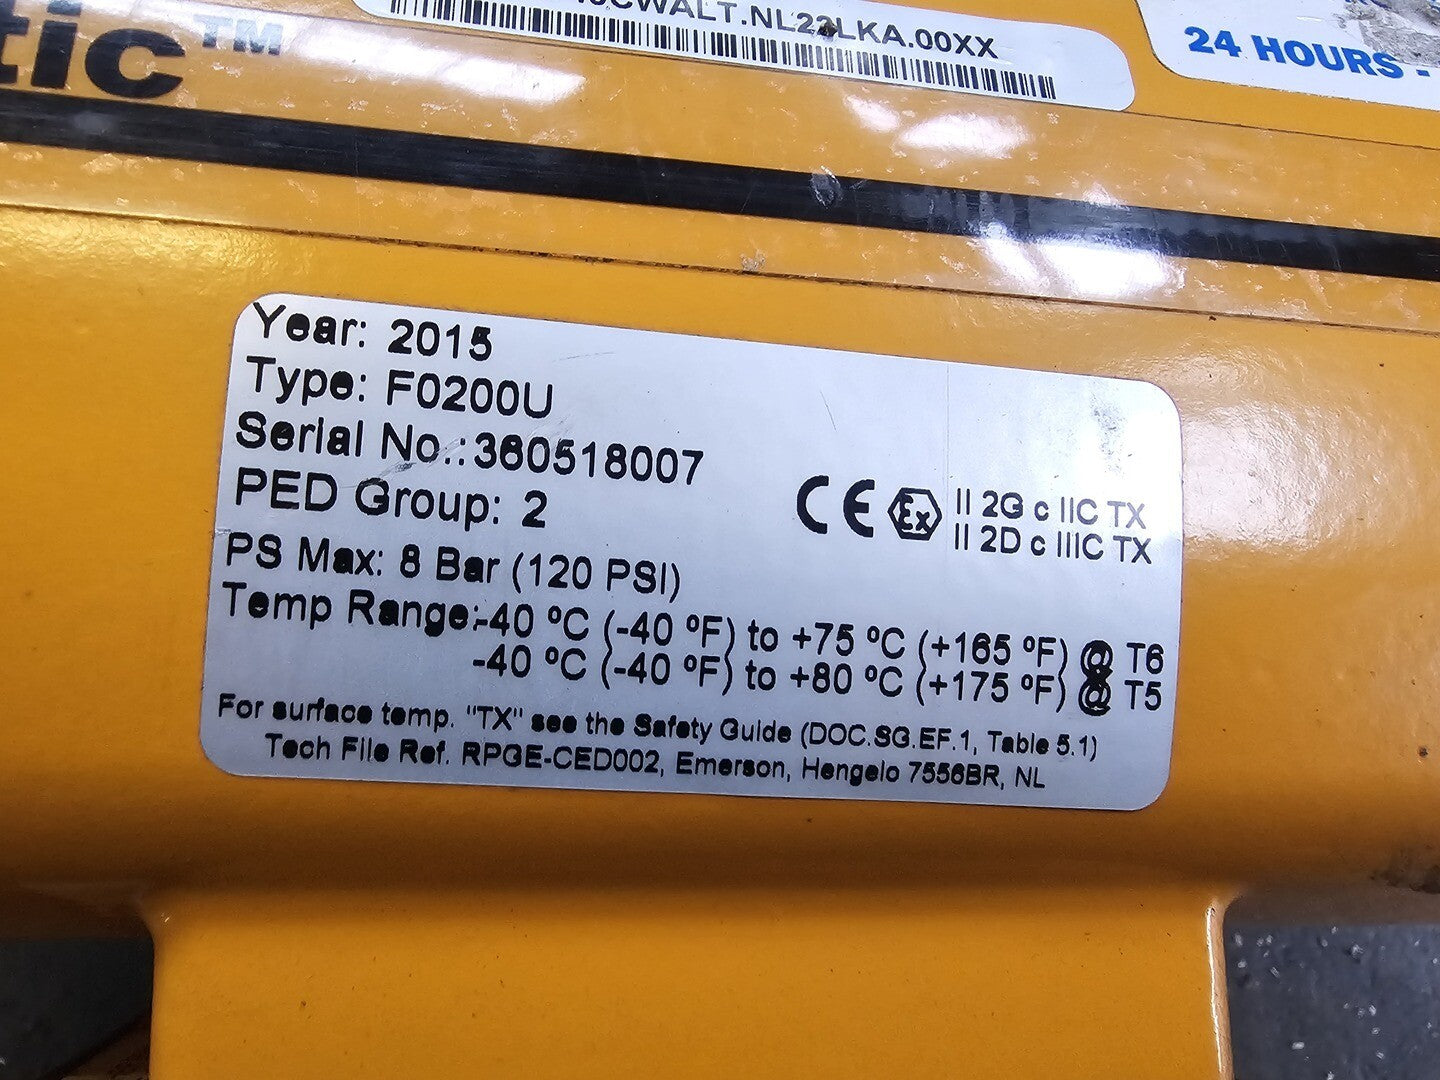 CWALT.NL22LKA.00XX
24 HOURS -
tic™
Year: 2015
Type: F0200U
Serial No.: 360518007
PED Group: 2
CE Ex II 2G c IIC TX
II 2D c IIIC TX
PS Max: 8 Bar (120 PSI)
Temp Range:-40 ºC (-40 ºF) to +75 ºC (+165 ºF) @ T6
-40 ºC (-40 ºF) to +80 ºC (+175 ºF) @ T5
For surface temp. "TX" see the Safety Guide (DOC.SG.EF.1, Table 5.1)
Tech File Ref. RPGE-CED002, Emerson, Hengelo 7556BR, NL